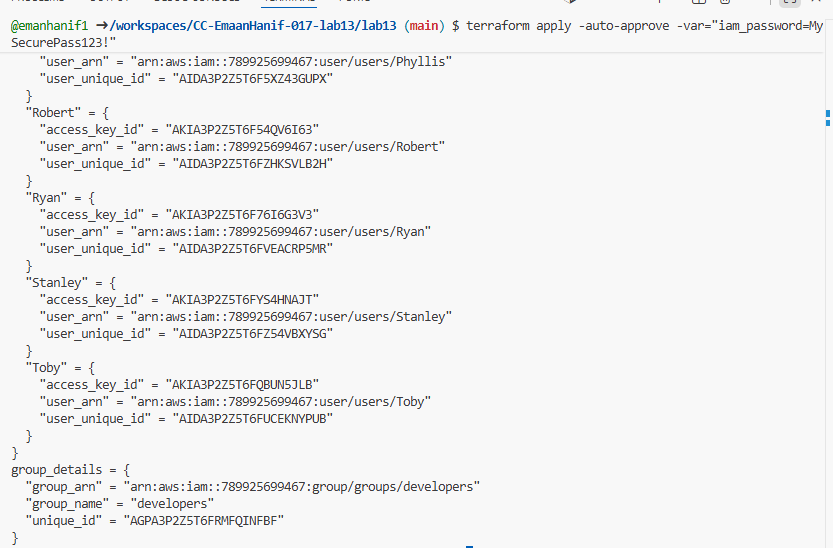 @emanhanif1 ➜/workspaces/CC-EmaanHanif-017-lab13/lab13 (main) $ terraform apply -auto-approve -var="iam_password=My
SecurePass123!"
    "user_arn" = "arn:aws:iam::789925699467:user/users/Phyllis"
    "user_unique_id" = "AIDA3P2Z5T6F5XZ43GUPX"
  }
  "Robert" = {
    "access_key_id" = "AKIA3P2Z5T6F54QV6I63"
    "user_arn" = "arn:aws:iam::789925699467:user/users/Robert"
    "user_unique_id" = "AIDA3P2Z5T6FZHKSVLB2H"
  }
  "Ryan" = {
    "access_key_id" = "AKIA3P2Z5T6F76I6G3V3"
    "user_arn" = "arn:aws:iam::789925699467:user/users/Ryan"
    "user_unique_id" = "AIDA3P2Z5T6FVEACRP5MR"
  }
  "Stanley" = {
    "access_key_id" = "AKIA3P2Z5T6FYS4HNAJT"
    "user_arn" = "arn:aws:iam::789925699467:user/users/Stanley"
    "user_unique_id" = "AIDA3P2Z5T6FZ54VBXYSG"
  }
  "Toby" = {
    "access_key_id" = "AKIA3P2Z5T6FQBUN5JLB"
    "user_arn" = "arn:aws:iam::789925699467:user/users/Toby"
    "user_unique_id" = "AIDA3P2Z5T6FUCEKNYPUB"
  }
}
group_details = {
  "group_arn" = "arn:aws:iam::789925699467:group/groups/developers"
  "group_name" = "developers"
  "unique_id" = "AGPA3P2Z5T6FRMFQINFBF"
}